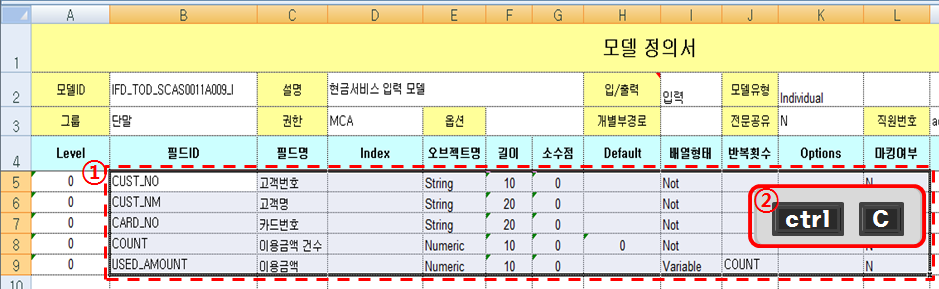 A B C D E F G H I J K L
1 모델 정의서
2 모델ID IFD_TOD_SCAS0011A009_I 설명 현금서비스 입력 모델 입/출력 입력 모델유형 Individual
3 그룹 단말 권한 MCA 옵션 개별부경로 전문공유 N 직원번호
4 Level 필드ID 필드명 Index 오브젝트명 길이 소수점 Default 배열형태 반복횟수 Options 마킹여부
①
5 0 CUST_NO 고객번호 String 10 0 Not N
6 0 CUST_NM 고객명 String 20 0 Not
②
ctrl C
7 0 CARD_NO 카드번호 String 20 0 Not
8 0 COUNT 이용금액 건수 Numeric 10 0 0 Not
9 0 USED_AMOUNT 이용금액 Numeric 10 0 Variable COUNT N
10